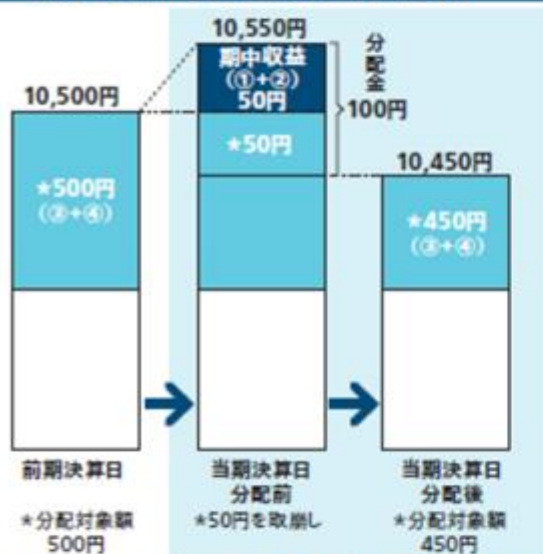 10,500円
★500円
(③+④)
前期決算日
★分配対象額
500円
10,550円
期中収益
(①+②)
50円
★50円
分配金
100円
当期決算日
分配前
★50円を取崩し
10,450円
★450円
(③+④)
当期決算日
分配後
★分配対象額
450円